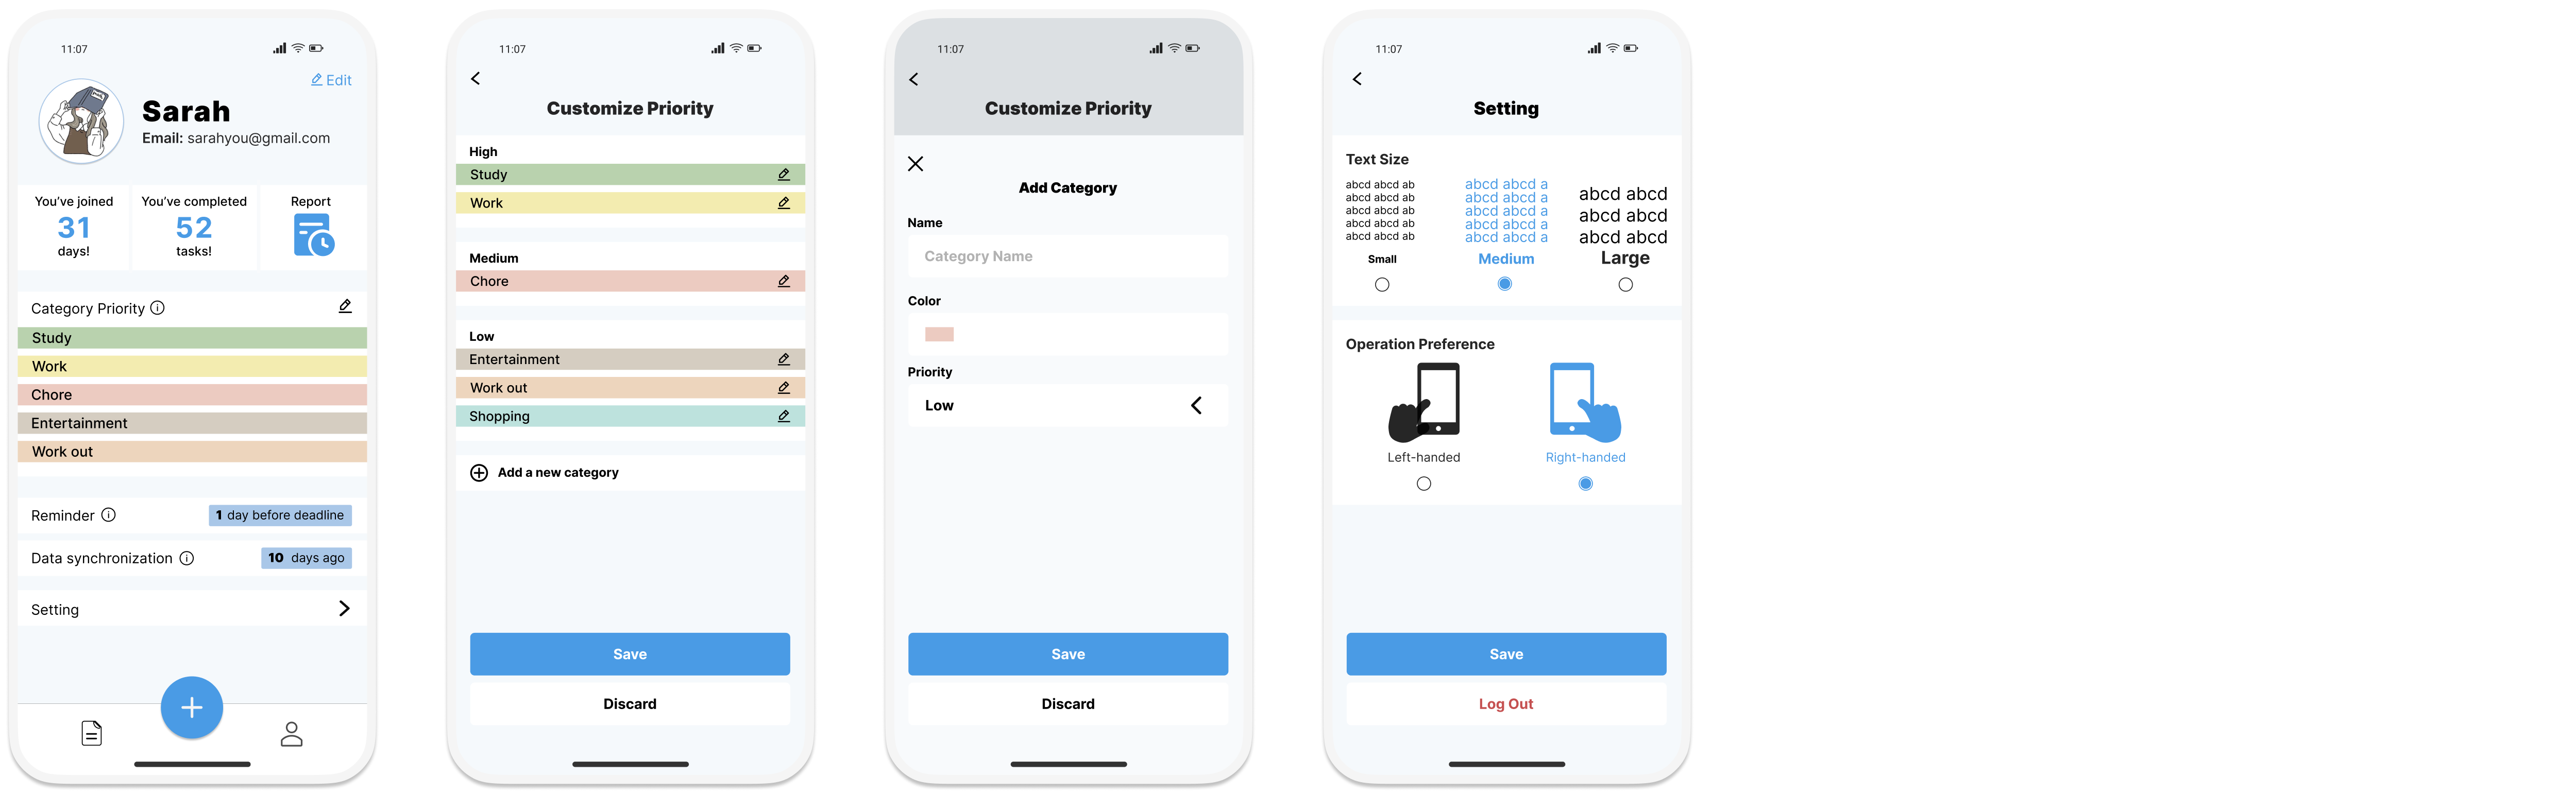 11:07
Edit
Sarah
Email: sarahyou@gmail.com
You've joined
31
days!
You've completed
52
tasks!
Report
Category Priority
Study
Work
Chore
Entertainment
Work out
Reminder
1 day before deadline
Data synchronization
10 days ago
Setting
11:07
Customize Priority
High
Study
Work
Medium
Chore
Low
Entertainment
Work out
Shopping
Add a new category
Save
Discard
11:07
Customize Priority
Add Category
Name
Category Name
Color
Priority
Low
Save
Discard
11:07
Setting
Text Size
abcd abcd ab
abcd abcd ab
abcd abcd ab
abcd abcd ab
abcd abcd ab
Small
abcd abcd a
abcd abcd a
abcd abcd a
abcd abcd a
abcd abcd a
Medium
abcd abcd
abcd abcd
abcd abcd
Large
Operation Preference
Left-handed
Right-handed
Save
Log Out